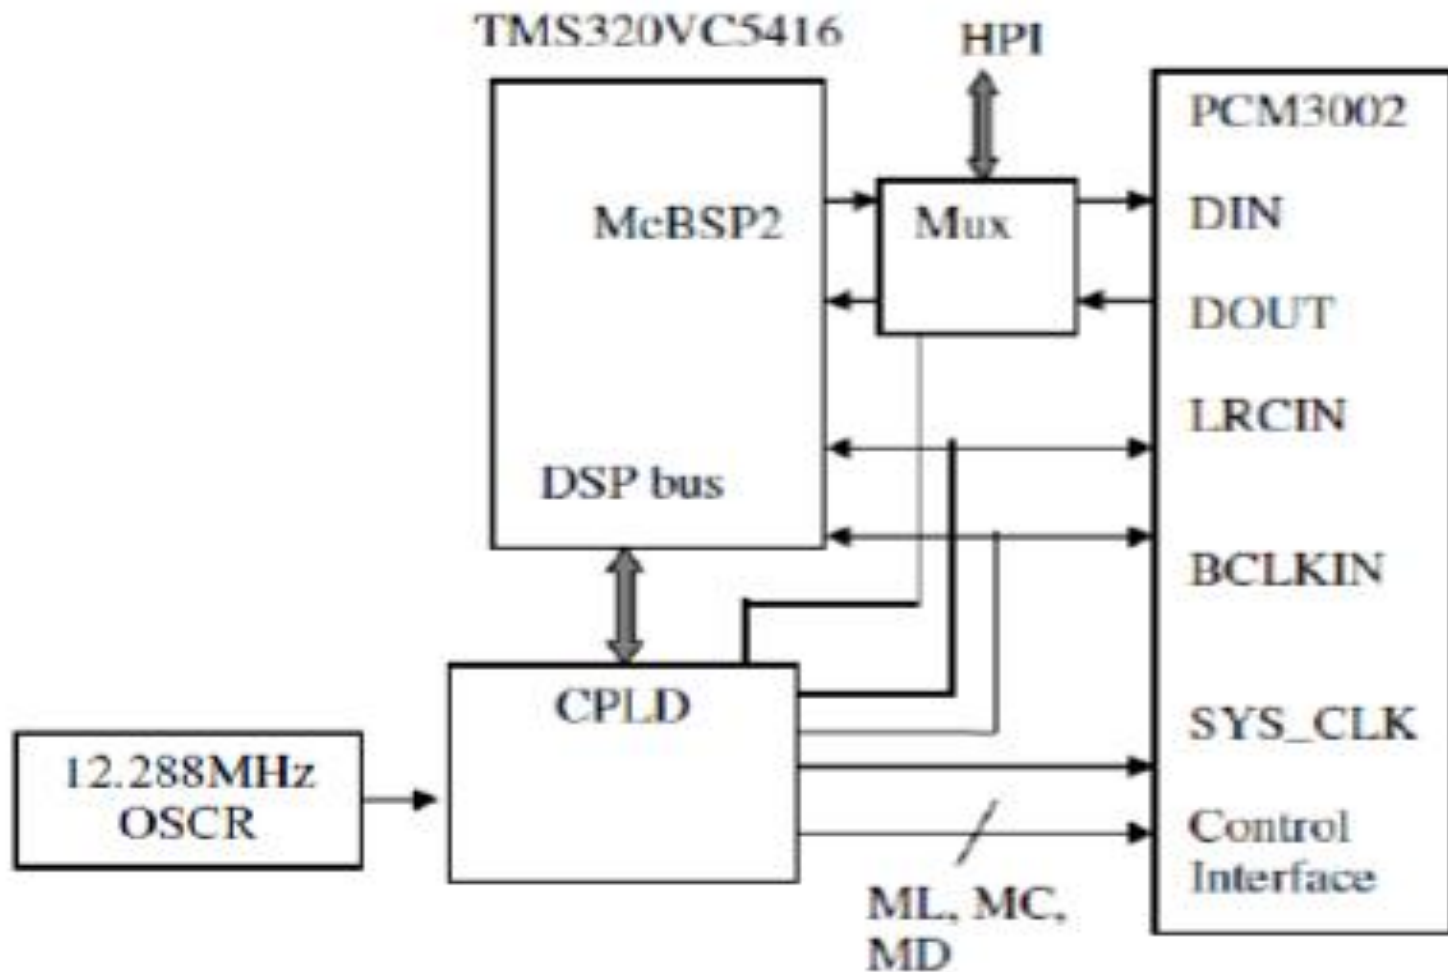 TMS320VC5416
HPI
PCM3002
McBSP2
Mux
DIN
DOUT
LRCIN
DSP bus
BCLKIN
CPLD
SYS_CLK
12.288MHz
OSCR
Control
Interface
ML, MC,
MD